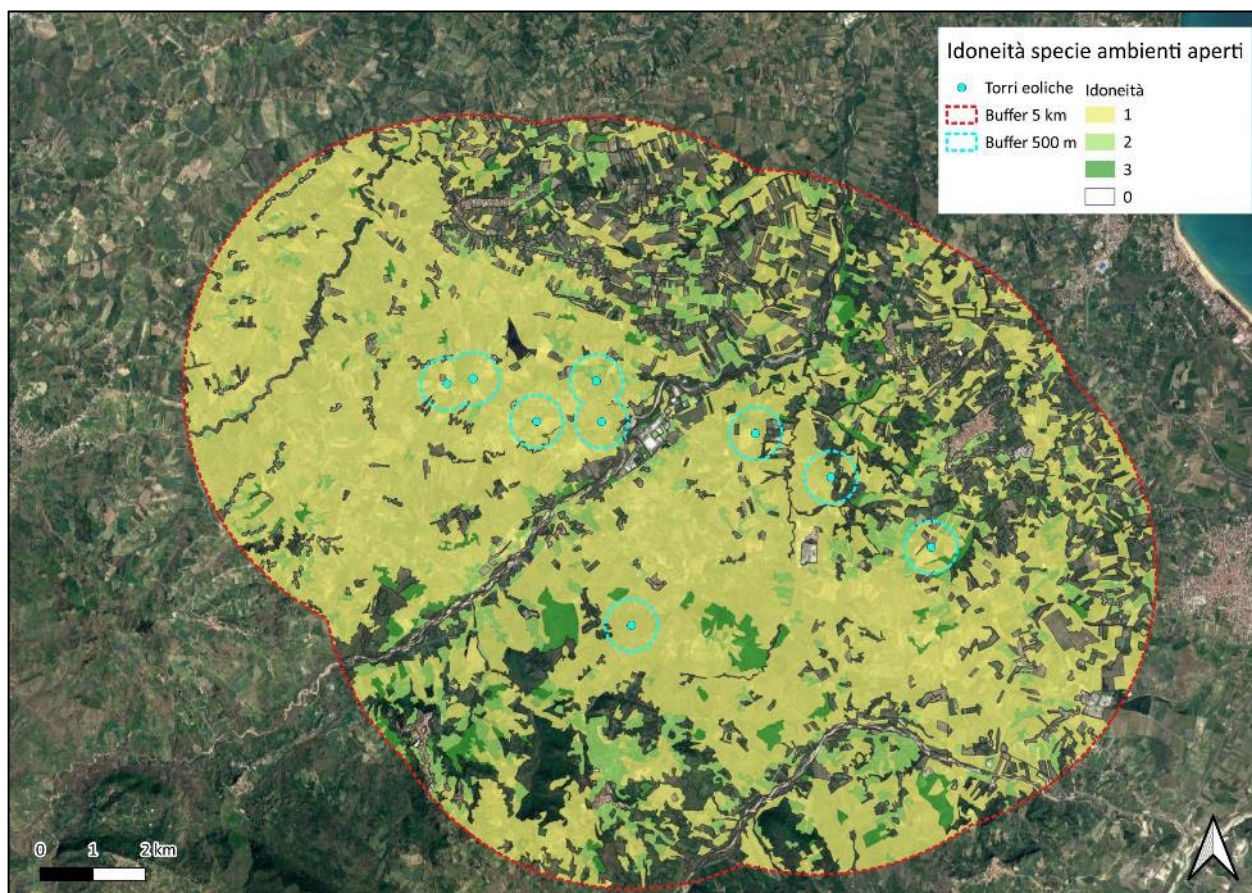 Idoneità specie ambienti aperti
Torri eoliche
Buffer 5 km
Buffer 500 m
Idoneità
1
2
3
0
0 1 2 km